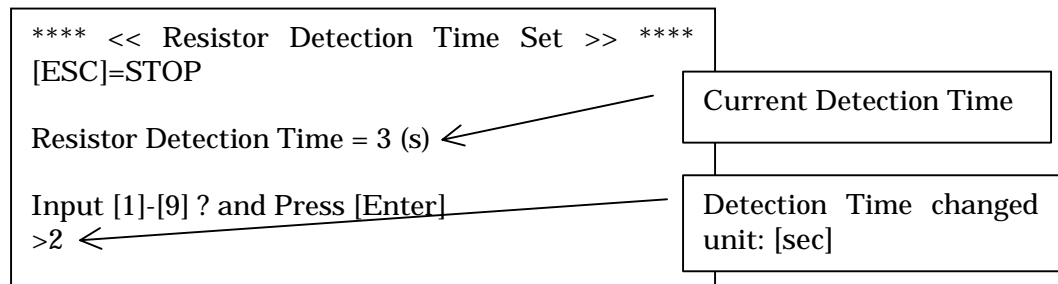 **** << Resistor Detection Time Set >> ****
[ESC]=STOP
Current Detection Time
Resistor Detection Time = 3 (s)
Input [1]-[9] ? and Press [Enter]
>2
Detection Time changed
unit: [sec]